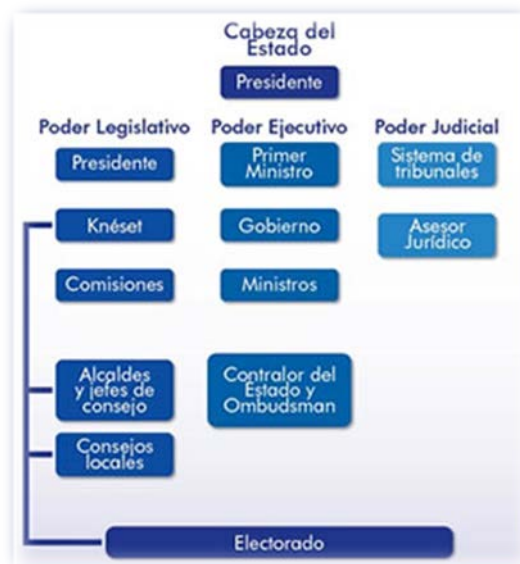 Cabeza del
Estado
Presidente
Poder Legislativo
Poder Ejecutivo
Poder Judicial
Presidente
Primer
Ministro
Sistema de
tribunales
Knéset
Gobierno
Asesor
Jurídico
Comisiones
Ministros
Alcaldes
y jefes de
consejo
Contralor del
Estado y
Ombudsman
Consejos
locales
Electorado